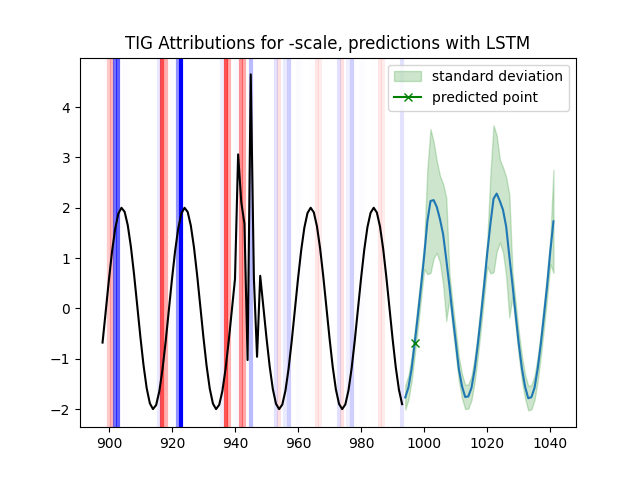 TIG Attributions for -scale, predictions with LSTM
standard deviation
predicted point
4
3
2
1
0
−1
−2
900 920 940 960 980 1000 1020 1040